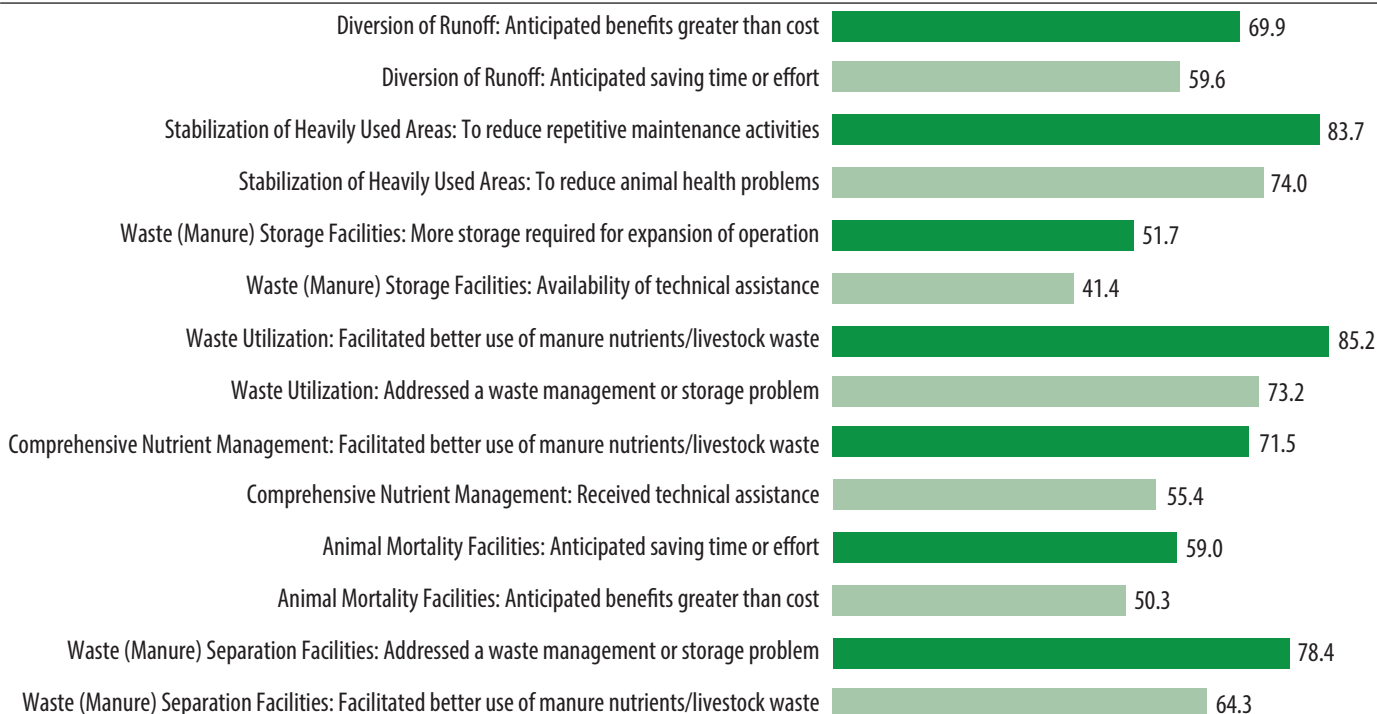 Diversion of Runoff: Anticipated benefits greater than cost 69.9
Diversion of Runoff: Anticipated saving time or effort 59.6
Stabilization of Heavily Used Areas: To reduce repetitive maintenance activities 83.7
Stabilization of Heavily Used Areas: To reduce animal health problems 74.0
Waste (Manure) Storage Facilities: More storage required for expansion of operation 51.7
Waste (Manure) Storage Facilities: Availability of technical assistance 41.4
Waste Utilization: Facilitated better use of manure nutrients/livestock waste 85.2
Waste Utilization: Addressed a waste management or storage problem 73.2
Comprehensive Nutrient Management: Facilitated better use of manure nutrients/livestock waste 71.5
Comprehensive Nutrient Management: Received technical assistance 55.4
Animal Mortality Facilities: Anticipated saving time or effort 59.0
Animal Mortality Facilities: Anticipated benefits greater than cost 50.3
Waste (Manure) Separation Facilities: Addressed a waste management or storage problem 78.4
Waste (Manure) Separation Facilities: Facilitated better use of manure nutrients/livestock waste 64.3